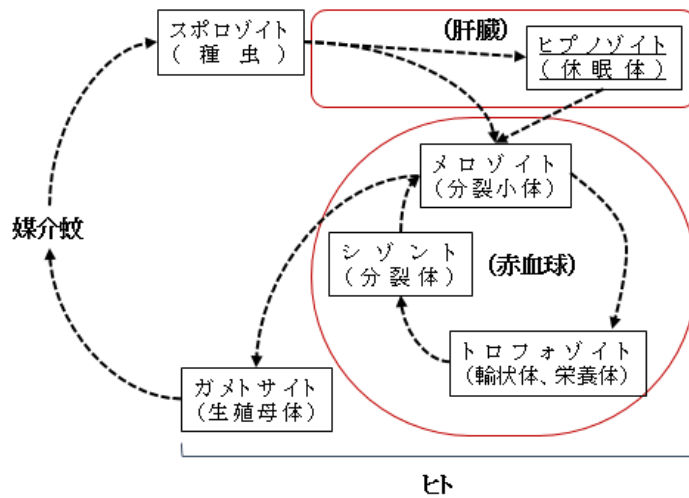 スポロゾイト
(種虫)
(肝臓)
ヒプノゾイト
(休眠体)
メロゾイト
(分裂小体)
媒介蚊
シゾント
(分裂体)
(赤血球)
トロフォゾイト
(輪状体、栄養体)
ガメトサイト
(生殖母体)
ヒト